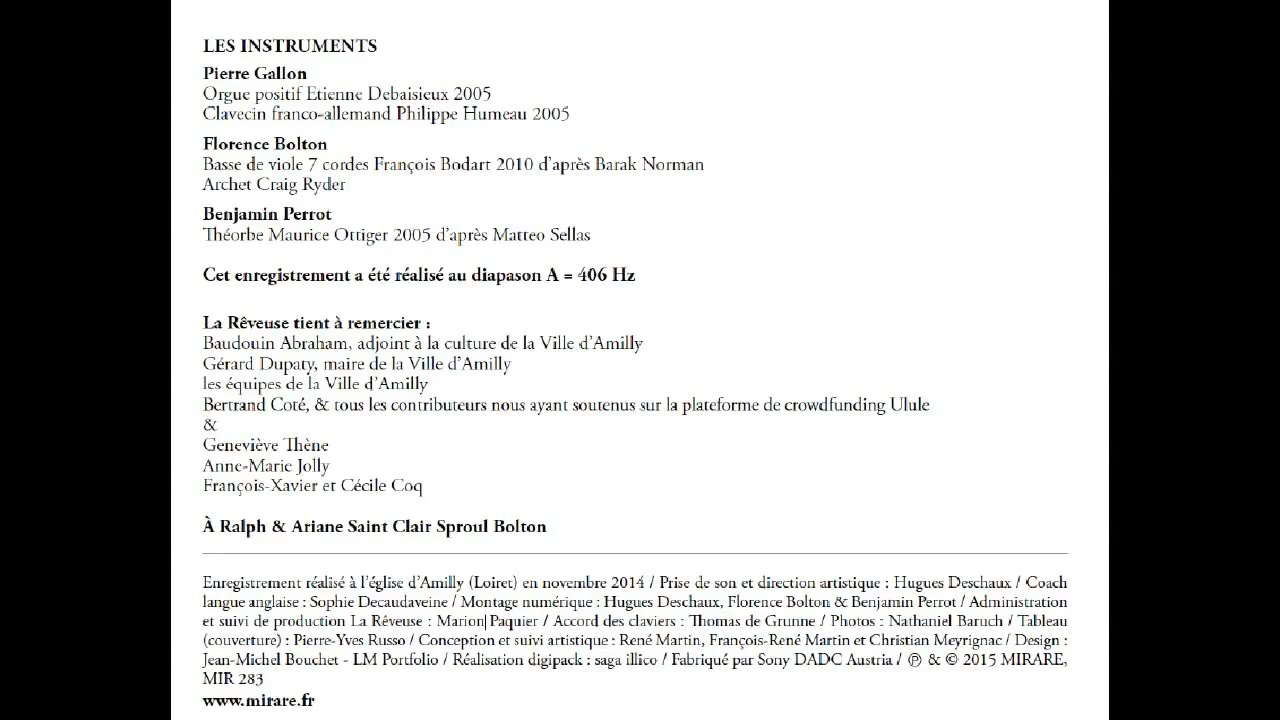 LES INSTRUMENTS
Pierre Gallon
Orgue positif Etienne Debaisieux 2005
Clavecin franco-allemand Philippe Humeau 2005
Florence Bolton
Basse de viole 7 cordes François Bodart 2010 d'après Barak Norman
Archet Craig Ryder
Benjamin Perrot
Théorbe Maurice Ottiger 2005 d'après Matteo Sellas
Cet enregistrement a été réalisé au diapason A = 406 Hz
La Rêveuse tient à remercier :
Baudouin Abraham, adjoint à la culture de la Ville d'Amilly
Gérard Dupaty, maire de la Ville d'Amilly
les équipes de la Ville d'Amilly
Bertrand Coté, & tous les contributeurs nous ayant soutenus sur la plateforme de crowdfunding Ulule
&
Geneviève Thène
Anne-Marie Jolly
François-Xavier et Cécile Coq
À Ralph & Ariane Saint Clair Sproul Bolton
Enregistrement réalisé à l'église d'Amilly (Loiret) en novembre 2014 / Prise de son et direction artistique : Hugues Deschaux / Coach
langue anglaise : Sophie Decaudaveine / Montage numérique : Hugues Deschaux, Florence Bolton & Benjamin Perrot / Administration
et suivi de production La Rêveuse : Marion Paquier / Accord des claviers : Thomas de Grunne / Photos : Nathaniel Baruch / Tableau
(couverture) : Pierre-Yves Russo / Conception et suivi artistique : René Martin, François-René Martin et Christian Meyrignac / Design :
Jean-Michel Bouchet - LM Portfolio / Réalisation digipack : saga illico / Fabriqué par Sony DADC Austria / ℗ & © 2015 MIRARE,
MIR 283
www.mirare.fr